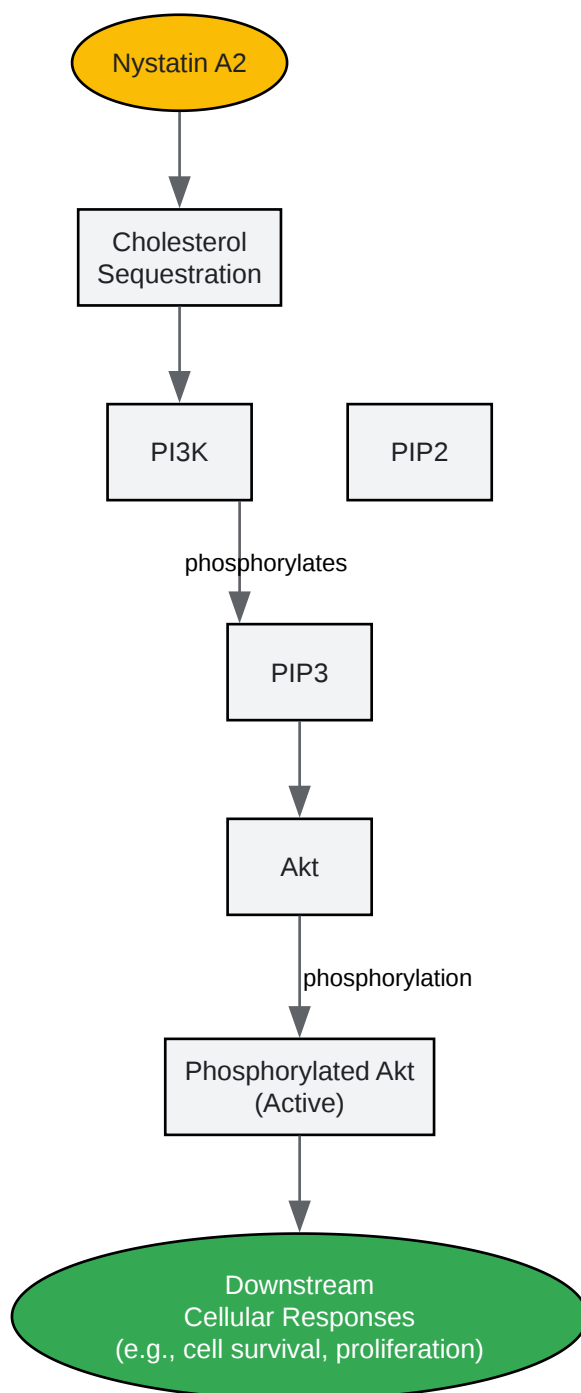 Nystatin A2
Cholesterol
Sequestration
PI3K
PIP2
phosphorylates
PIP3
Akt
phosphorylation
Phosphorylated Akt
(Active)
Downstream
Cellular Responses
(e.g., cell survival, proliferation)